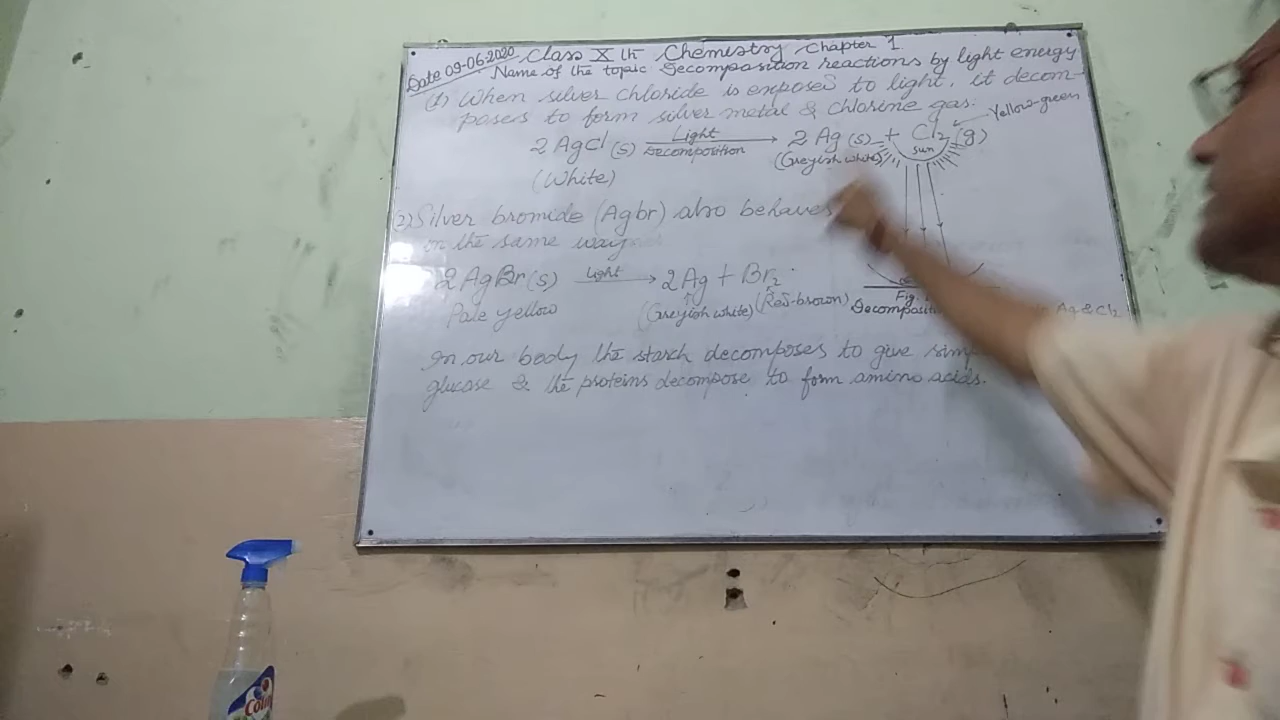 Date 09-06-2020 Class X th Chemistry Chapter 1
Name of the topic Decomposition reactions by light energy
(1) When silver chloride is exposed to light, it decom-
poses to form silver metal & chlorine gas.
Yellow-green
2 AgCl (s) Light Decomposition → 2 Ag (s) + Cl2 (g)
(White) (Greyish white)
sun
(2) Silver bromide (Agbr) also behaves
in the same way
2 AgBr(s) light → 2Ag + Br2
Pale yellow (Greyish white) (Red-brown)
Fig.
Ag & Cl2
In our body the starch decomposes to give
glucose & the proteins decompose to form amino acids.
Colin